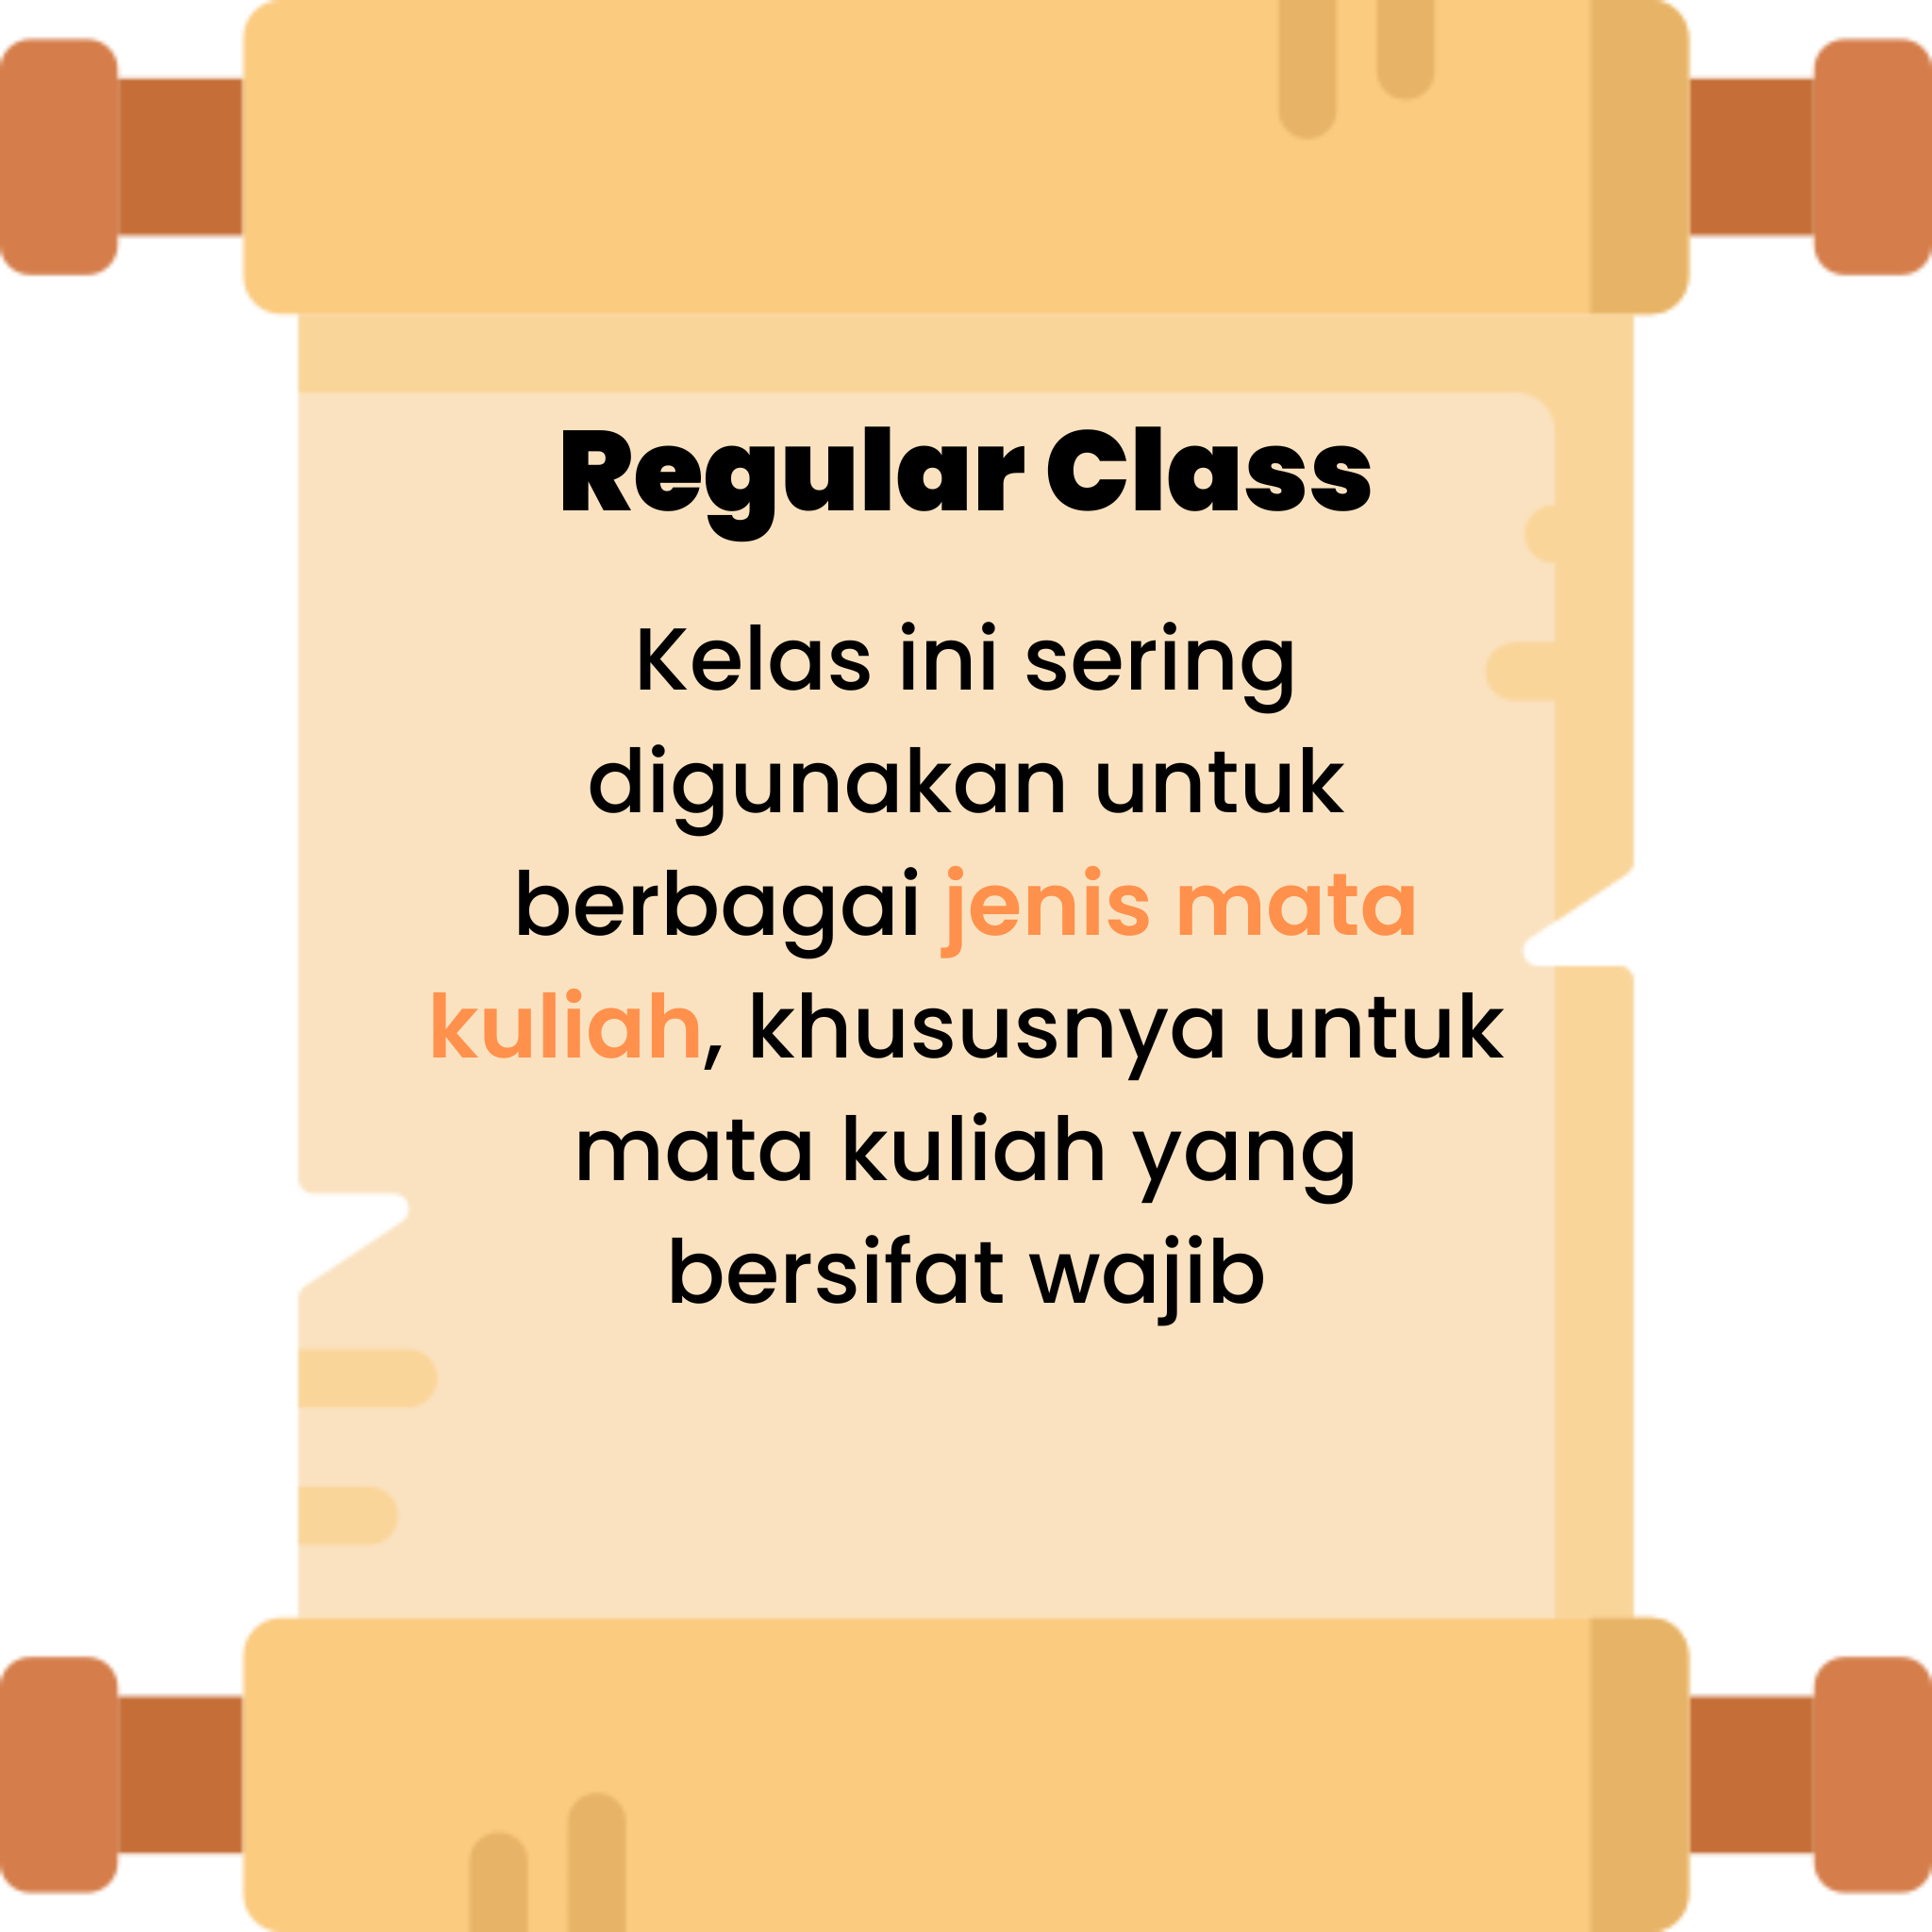 Regular Class
Kelas ini sering
digunakan untuk
berbagai jenis mata
kuliah, khususnya untuk
mata kuliah yang
bersifat wajib